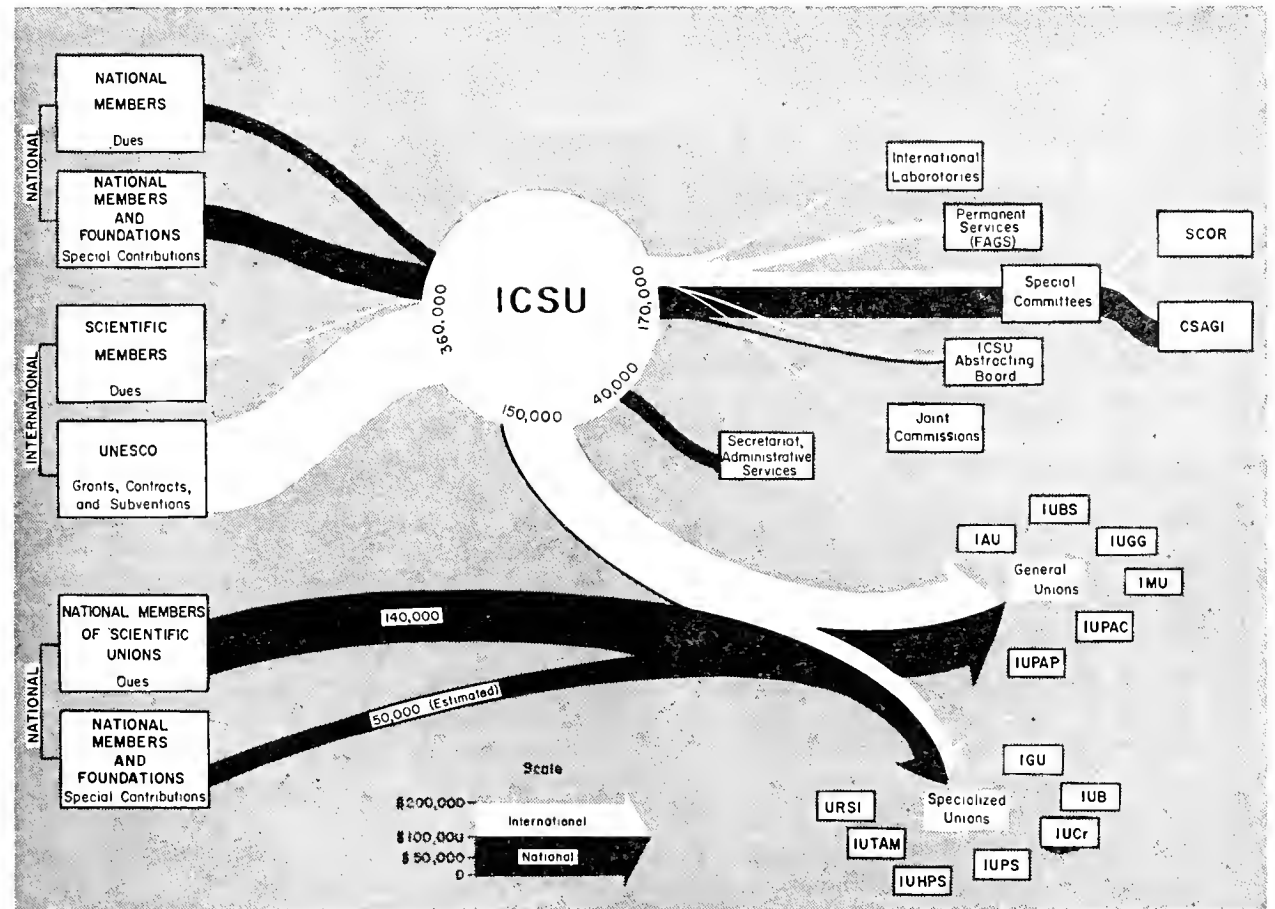 NATIONAL
NATIONAL
MEMBERS
Dues
NATIONAL
MEMBERS
AND
FOUNDATIONS
Special Contributions
INTERNATIONAL
SCIENTIFIC
MEMBERS
Dues
UNESCO
Grants, Contracts,
and Subventions
ICSU
360,000
170,000
40,000
150,000
International
Laboratories
Permanent
Services
(FAGS)
SCOR
Special
Committees
CSAGI
ICSU
Abstracting
Board
Joint
Commissions
Secretariat,
Administrative
Services
NATIONAL
NATIONAL MEMBERS
OF SCIENTIFIC
UNIONS
Dues
NATIONAL
MEMBERS
AND
FOUNDATIONS
Special Contributions
140,000
50,000 (Estimated)
IUBS
IAU
IUGG
General
Unions
IMU
IUPAC
IUPAP
IGU
IUB
URSI
Specialized
Unions
IUCr
IUTAM
IUPS
IUHPS
Scale
$200,000
International
$100,000
$50,000
National
0